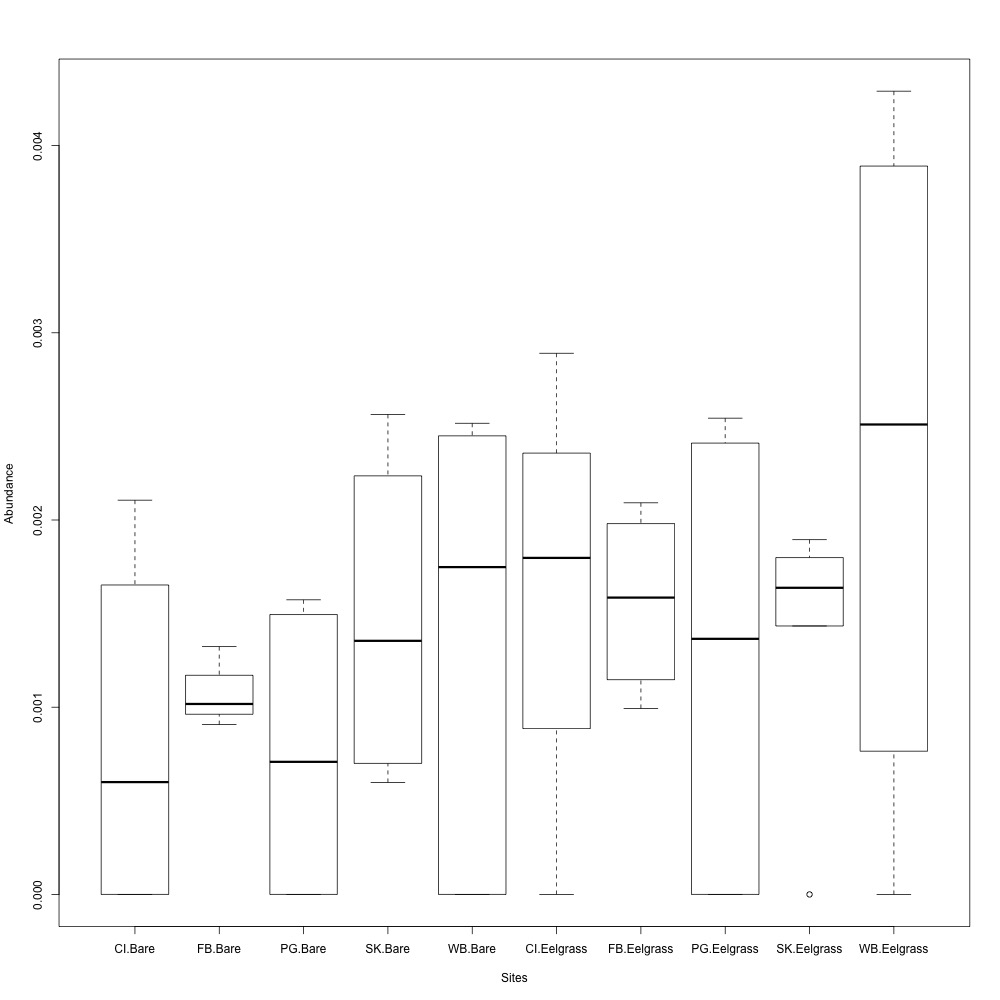 0.004
0.003
0.002
0.001
0.000
Abundance
CI.Bare FB.Bare PG.Bare SK.Bare WB.Bare CI.Eelgrass FB.Eelgrass PG.Eelgrass SK.Eelgrass WB.Eelgrass
Sites